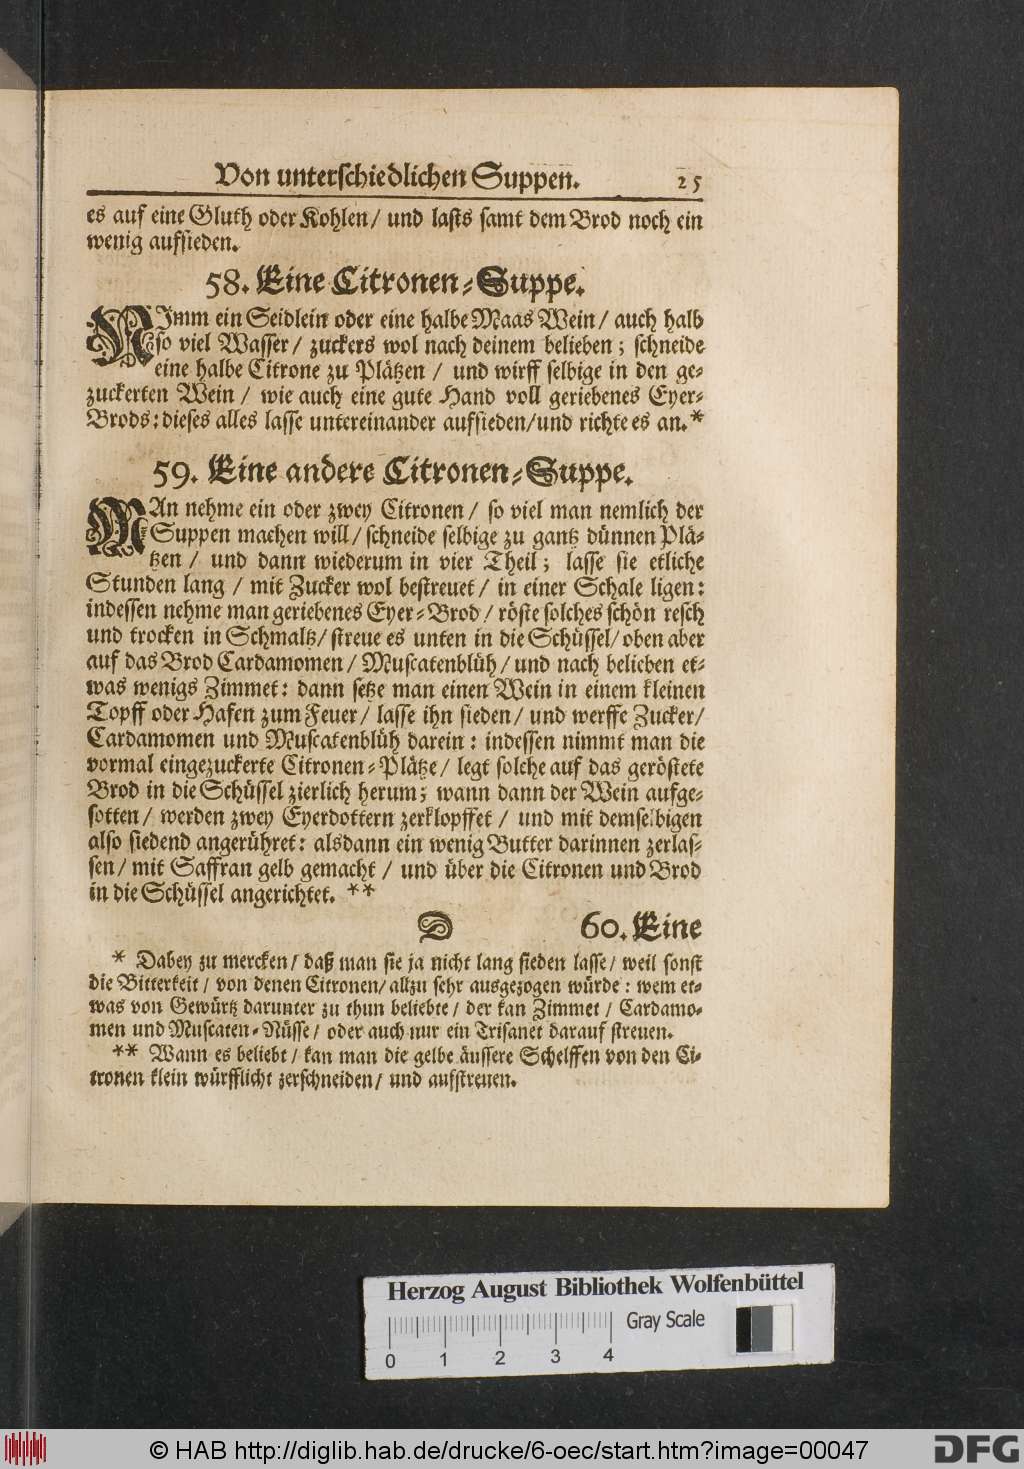 Von unterschiedlichen Suppen. 25
es auf eine Gluth oder Kohlen/ und lasts samt dem Brod noch ein
wenig aufsieden.
58. Eine Citronen-Suppe.
NImm ein Seidlein oder eine halbe Maas Wein/ auch halb
so viel Wasser/ zuckers wol nach deinem belieben; schneide
eine halbe Citrone zu Plätzen/ und wirff selbige in den ge-
zuckerten Wein/ wie auch eine gute Hand voll geriebenes Eyer-
Brods: dieses alles lasse untereinander aufsieden/und richte es an.*
59. Eine andere Citronen-Suppe.
MAn nehme ein oder zwey Citronen/ so viel man nemlich der
Suppen machen will/ schneide selbige zu gantz dünnen Plä-
tzen/ und dann wiederum in vier Theil; lasse sie etliche
Stunden lang/ mit Zucker wol bestreuet/ in einer Schale ligen:
indessen nehme man geriebenes Eyer-Brod/ röste solches schön resch
und trocken in Schmaltz/ streue es unten in die Schüssel/ oben aber
auf das Brod Cardamomen/ Muscatenblüh/ und nach belieben et-
was wenigs Zimmet: dann setze man einen Wein in einem kleinen
Topff oder Hafen zum Feuer/ lasse ihn sieden/ und werffe Zucker/
Cardamomen und Muscatenblüh darein: indessen nimmt man die
vormal eingezuckerte Citronen-Plätze/ legt solche auf das geröstete
Brod in die Schüssel zierlich herum; wann dann der Wein aufge-
sotten/ werden zwey Eyerdottern zerklopffet/ und mit demselbigen
also siedend angerühret: alsdann ein wenig Butter darinnen zerlas-
sen/ mit Saffran gelb gemacht/ und über die Citronen und Brod
in die Schüssel angerichtet. **
D 60. Eine
* Dabey zu mercken/ daß man sie ja nicht lang sieden lasse/ weil sonst
die Bitterkeit/ von denen Citronen/ allzu sehr ausgezogen würde: wem et-
was von Gewürtz darunter zu thun beliebte/ der kan Zimmet/ Cardamo-
men und Muscaten-Nüsse/ oder auch nur ein Trisanet darauf streuen.
** Wann es beliebt/ kan man die gelbe äussere Schelffen von den Ci-
tronen klein würfflicht zerschneiden/ und aufstreuen.
Herzog August Bibliothek Wolfenbüttel
Gray Scale
0 1 2 3 4
© HAB http://diglib.hab.de/drucke/6-oec/start.htm?image=00047
DFG